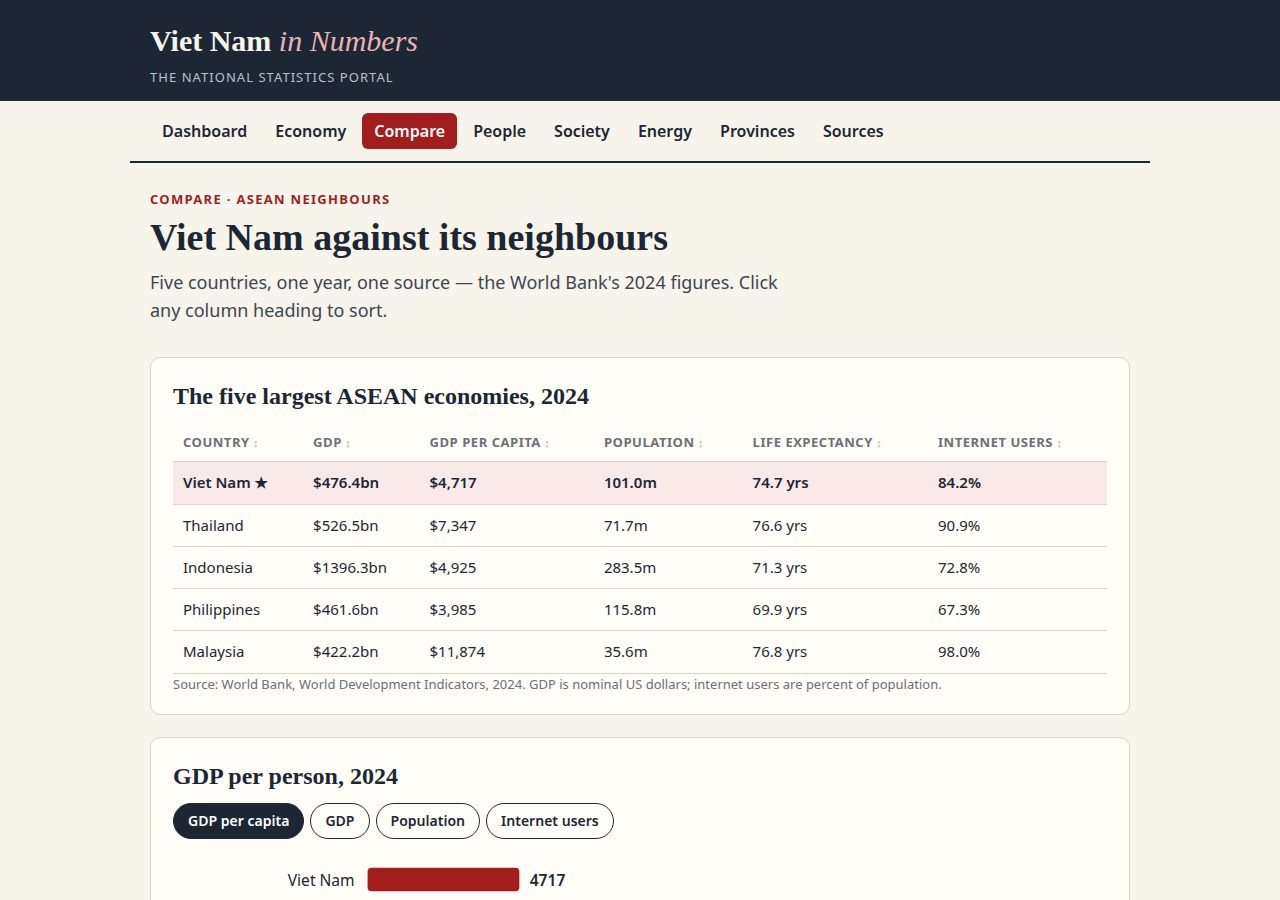 Viet Nam in Numbers
THE NATIONAL STATISTICS PORTAL
Dashboard Economy Compare People Society Energy Provinces Sources
COMPARE · ASEAN NEIGHBOURS
Viet Nam against its neighbours
Five countries, one year, one source — the World Bank's 2024 figures. Click
any column heading to sort.
The five largest ASEAN economies, 2024
COUNTRY ↕ GDP ↕ GDP PER CAPITA ↕ POPULATION ↕ LIFE EXPECTANCY ↕ INTERNET USERS ↕
Viet Nam ★ $476.4bn $4,717 101.0m 74.7 yrs 84.2%
Thailand $526.5bn $7,347 71.7m 76.6 yrs 90.9%
Indonesia $1396.3bn $4,925 283.5m 71.3 yrs 72.8%
Philippines $461.6bn $3,985 115.8m 69.9 yrs 67.3%
Malaysia $422.2bn $11,874 35.6m 76.8 yrs 98.0%
Source: World Bank, World Development Indicators, 2024. GDP is nominal US dollars; internet users are percent of population.
GDP per person, 2024
GDP per capita GDP Population Internet users
Viet Nam 4717